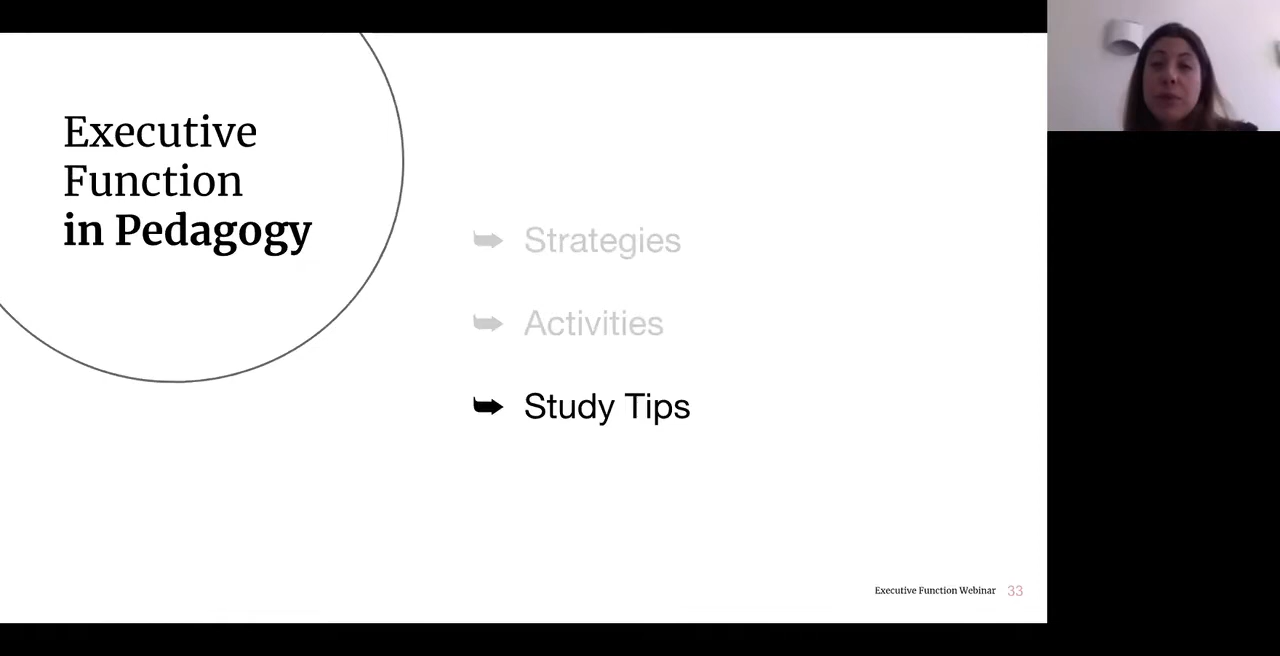 Executive
Function
in Pedagogy
Strategies
Activities
Study Tips
Executive Function Webinar 33